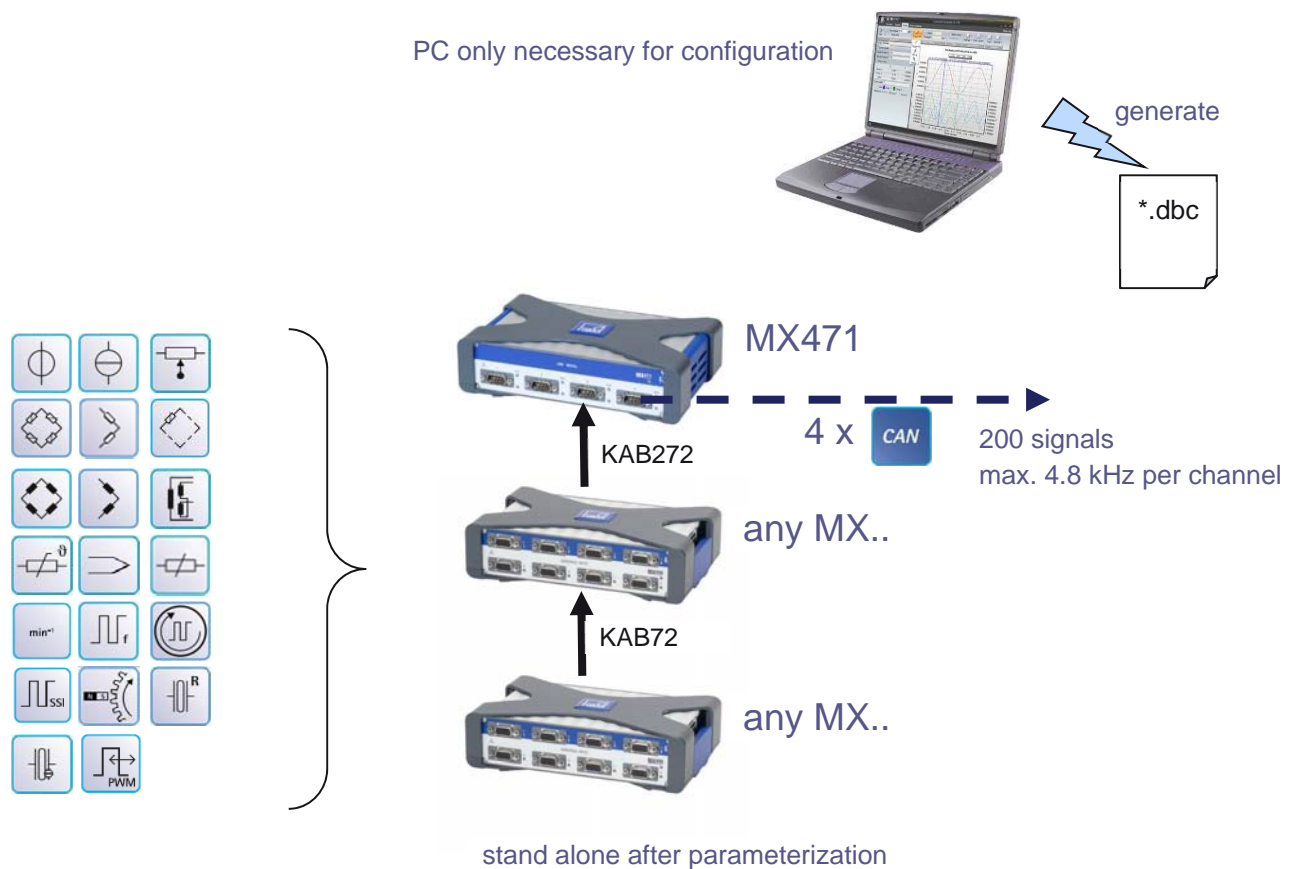 PC only necessary for configuration
generate
*.dbc
MX471
4 x CAN
200 signals
max. 4.8 kHz per channel
KAB272
any MX..
KAB72
any MX..
ϑ
min⁻¹
f
SSI
N S
R
PWM
stand alone after parameterization